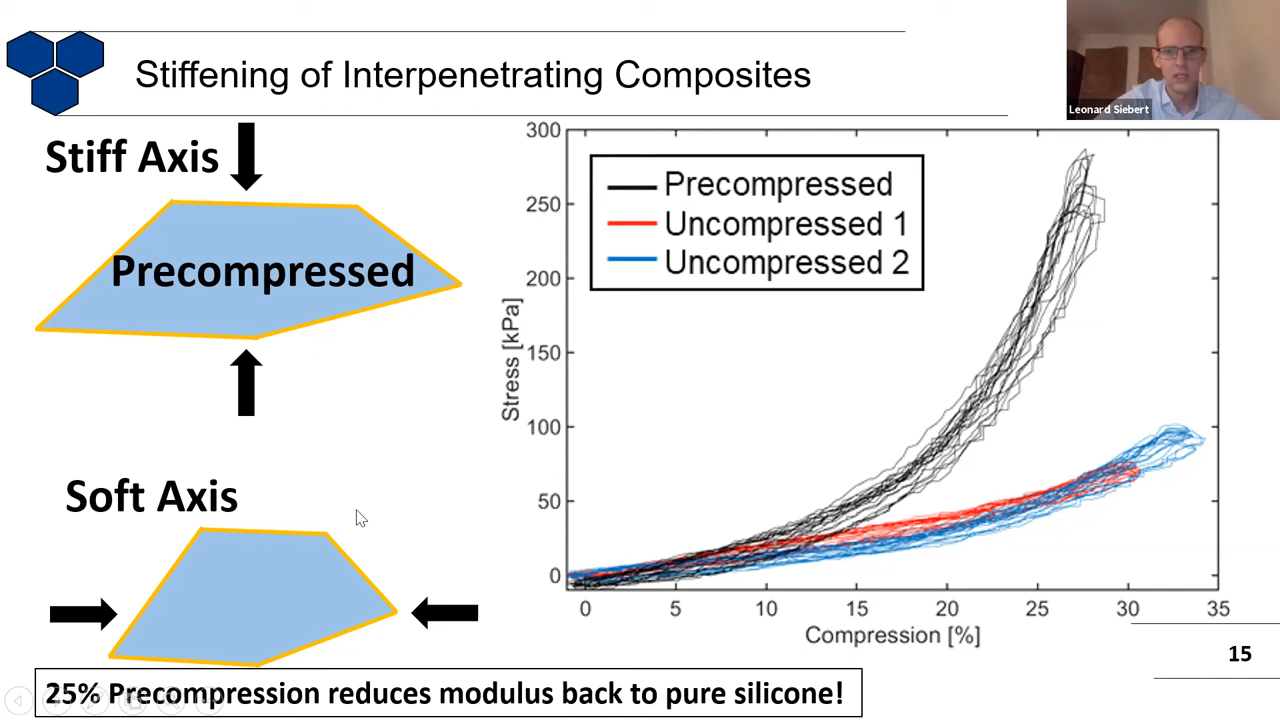 Stiffening of Interpenetrating Composites
Leonard Siebert
Stiff Axis
Precompressed
Soft Axis
25% Precompression reduces modulus back to pure silicone!
Precompressed
Uncompressed 1
Uncompressed 2
Stress [kPa]
300
250
200
150
100
50
0
0 5 10 15 20 25 30 35
Compression [%]
15